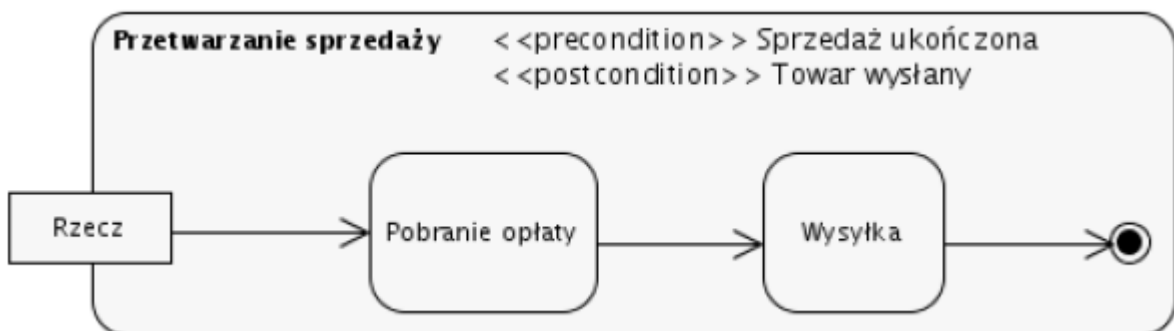 Przetwarzanie sprzedaży < <precondition> > Sprzedaż ukończona
< <postcondition> > Towar wysłany
Rzecz
Pobranie opłaty
Wysyłka